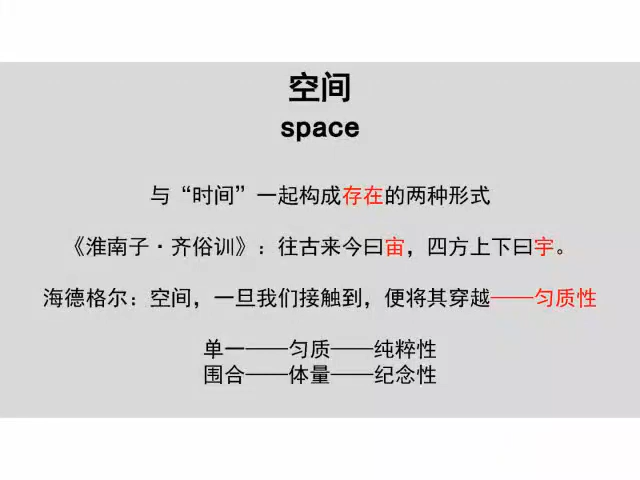 空间
space
与“时间”一起构成存在的两种形式
《淮南子·齐俗训》：往古来今曰宙，四方上下曰宇。
海德格尔：空间，一旦我们接触到，便将其穿越——匀质性
单一——匀质——纯粹性
围合——体量——纪念性